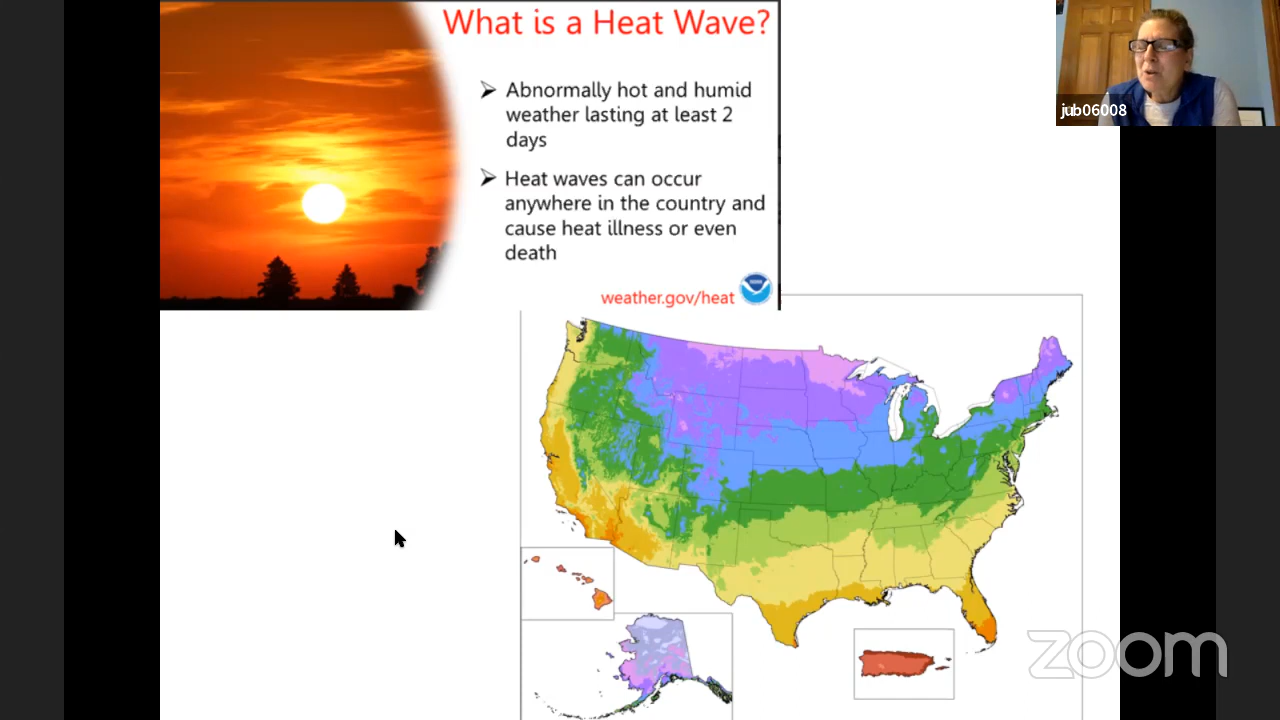 What is a Heat Wave?
Abnormally hot and humid
weather lasting at least 2
days
Heat waves can occur
anywhere in the country and
cause heat illness or even
death
weather.gov/heat
jub06008
zoom